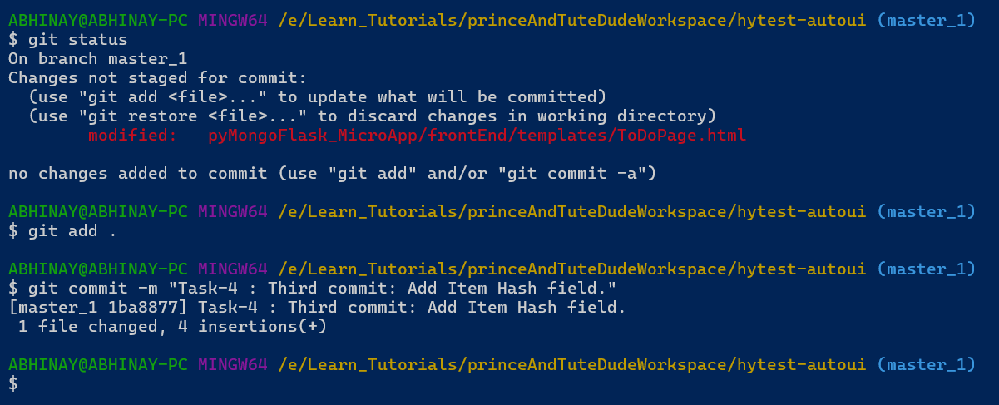 ABHINAY@ABHINAY-PC MINGW64 /e/Learn_Tutorials/princeAndTuteDudeWorkspace/hytest-autoui (master_1)
$ git status
On branch master_1
Changes not staged for commit:
  (use "git add <file>..." to update what will be committed)
  (use "git restore <file>..." to discard changes in working directory)
        modified:   pyMongoFlask_MicroApp/frontEnd/templates/ToDoPage.html

no changes added to commit (use "git add" and/or "git commit -a")

ABHINAY@ABHINAY-PC MINGW64 /e/Learn_Tutorials/princeAndTuteDudeWorkspace/hytest-autoui (master_1)
$ git add .

ABHINAY@ABHINAY-PC MINGW64 /e/Learn_Tutorials/princeAndTuteDudeWorkspace/hytest-autoui (master_1)
$ git commit -m "Task-4 : Third commit: Add Item Hash field."
[master_1 1ba8877] Task-4 : Third commit: Add Item Hash field.
 1 file changed, 4 insertions(+)

ABHINAY@ABHINAY-PC MINGW64 /e/Learn_Tutorials/princeAndTuteDudeWorkspace/hytest-autoui (master_1)
$